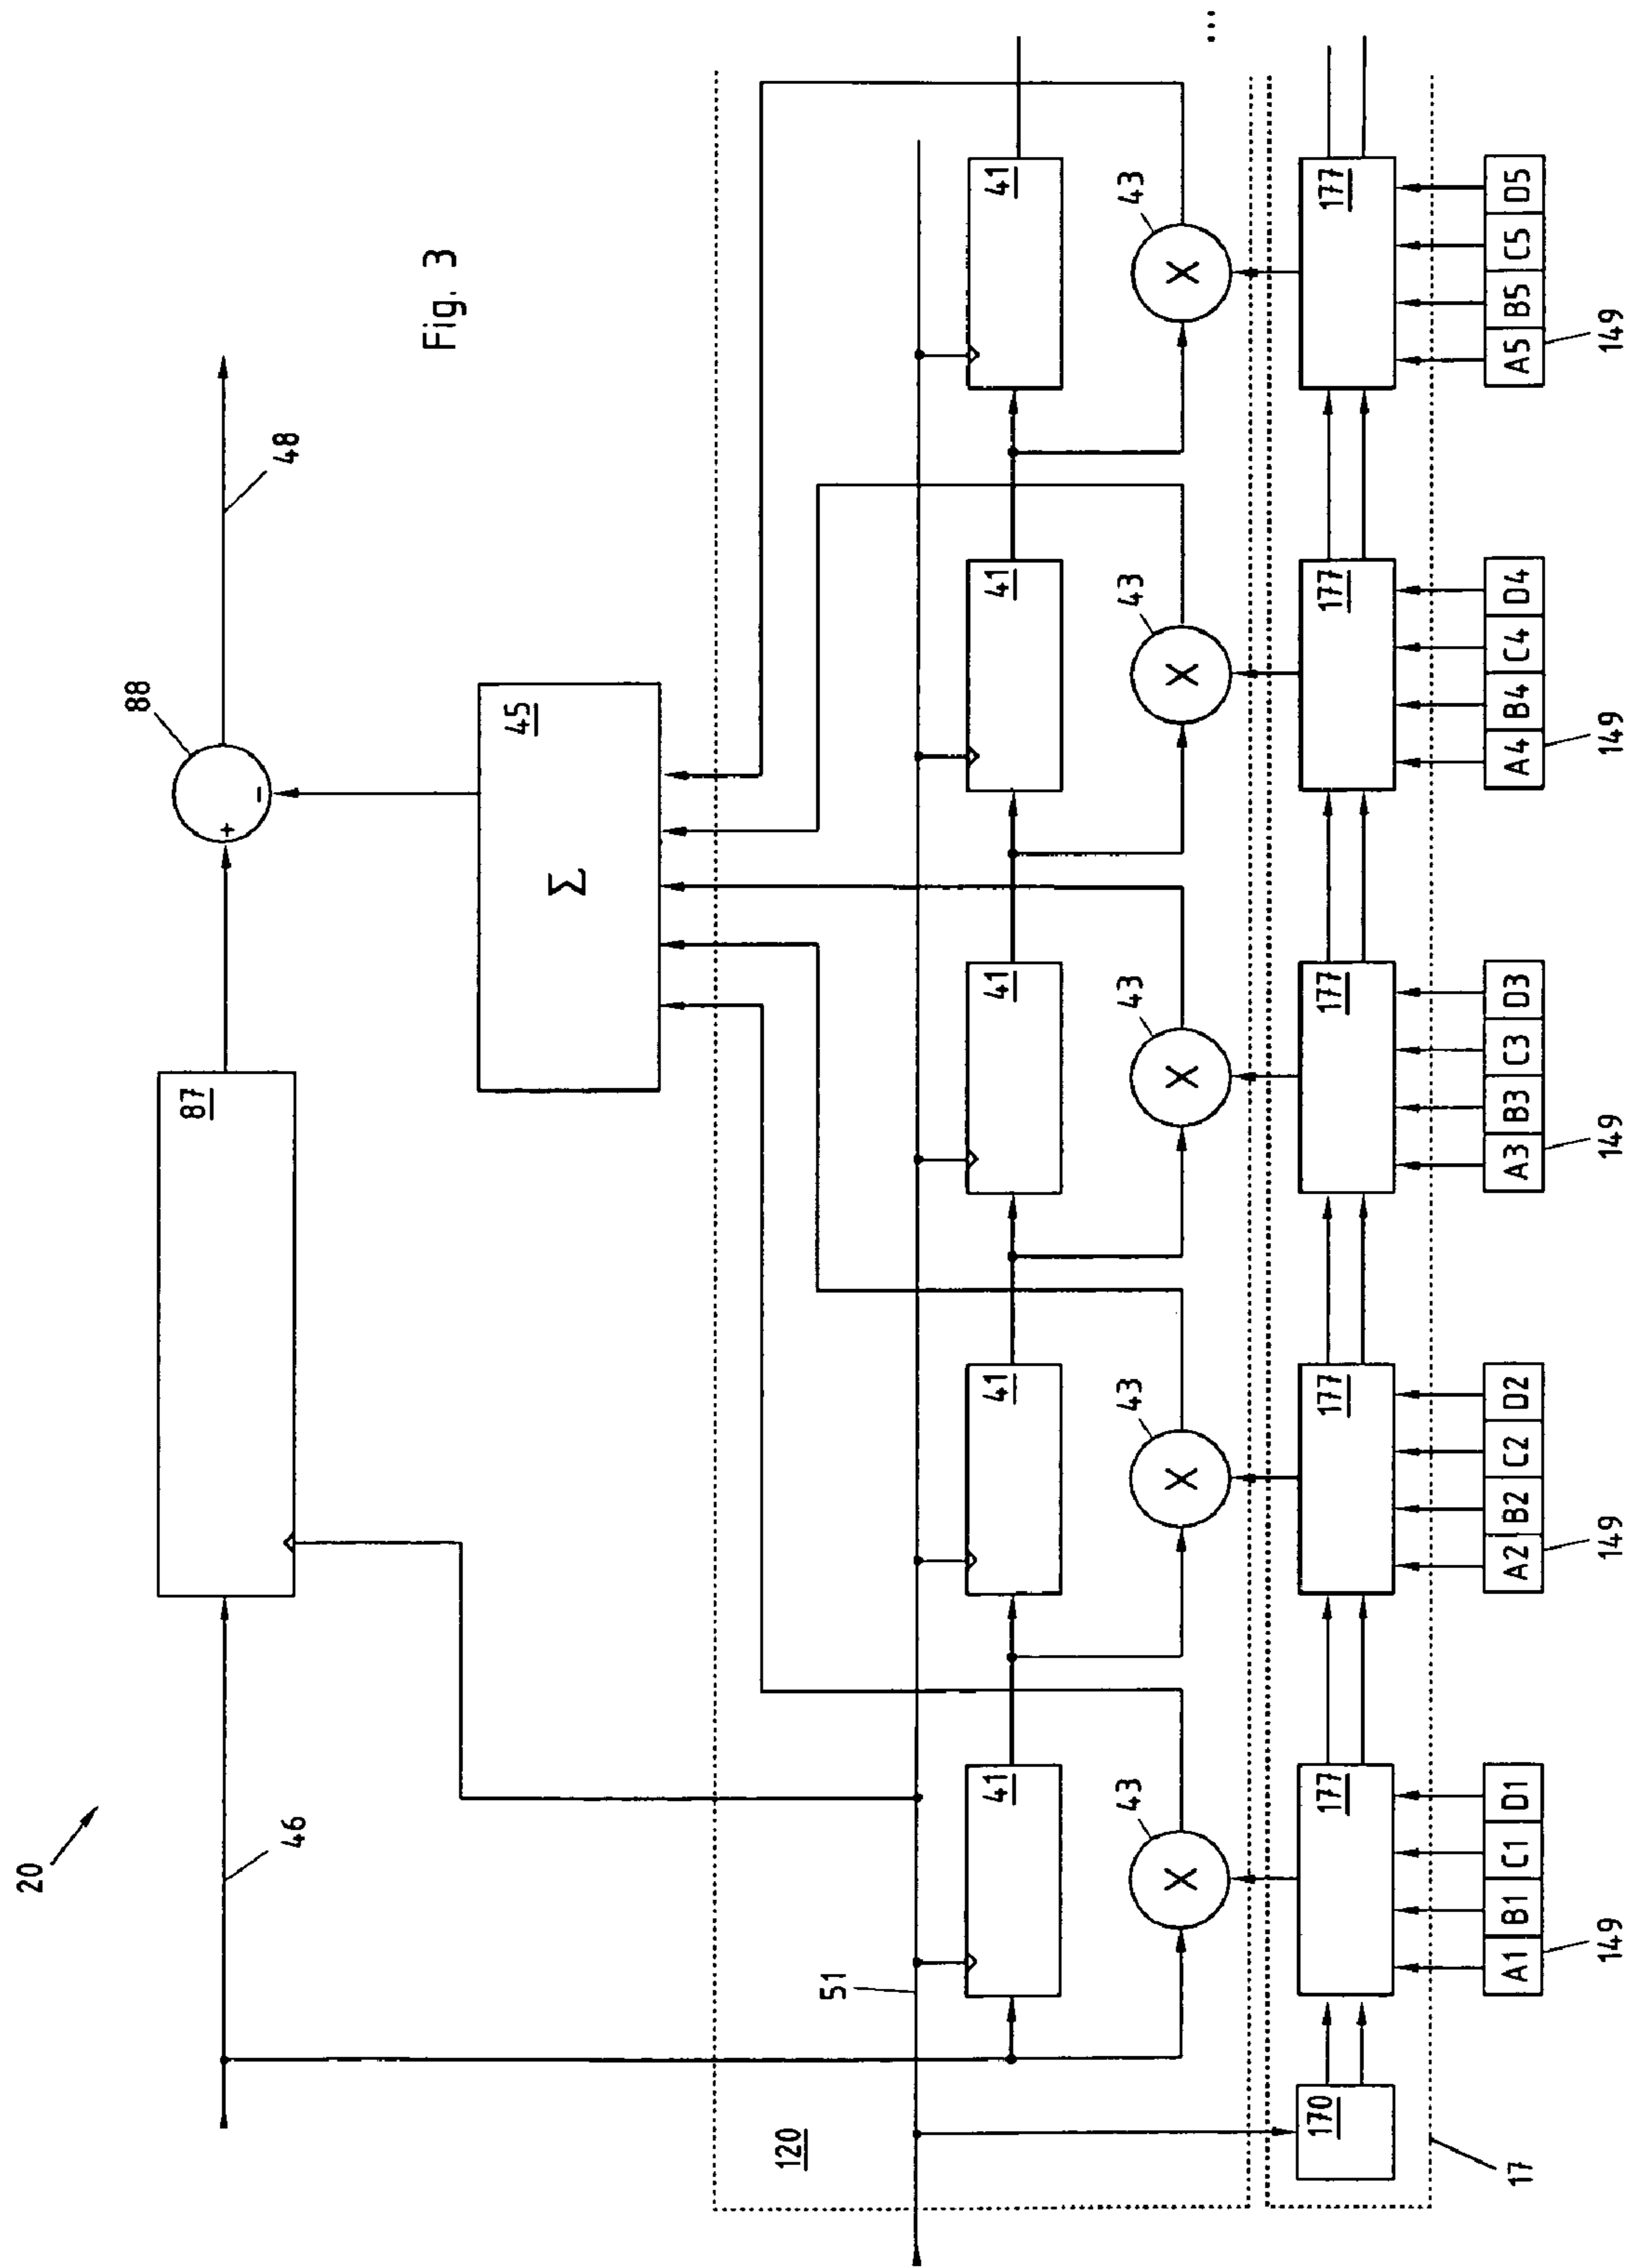 20
46
87
88
48
Fig. 3
45
Σ
+
-
120
51
41
41
41
41
41
43
43
43
43
43
X
X
X
X
X
...
170
177
177
177
177
177
17
A1 B1 C1 D1
A2 B2 C2 D2
A3 B3 C3 D3
A4 B4 C4 D4
A5 B5 C5 D5
149
149
149
149
149